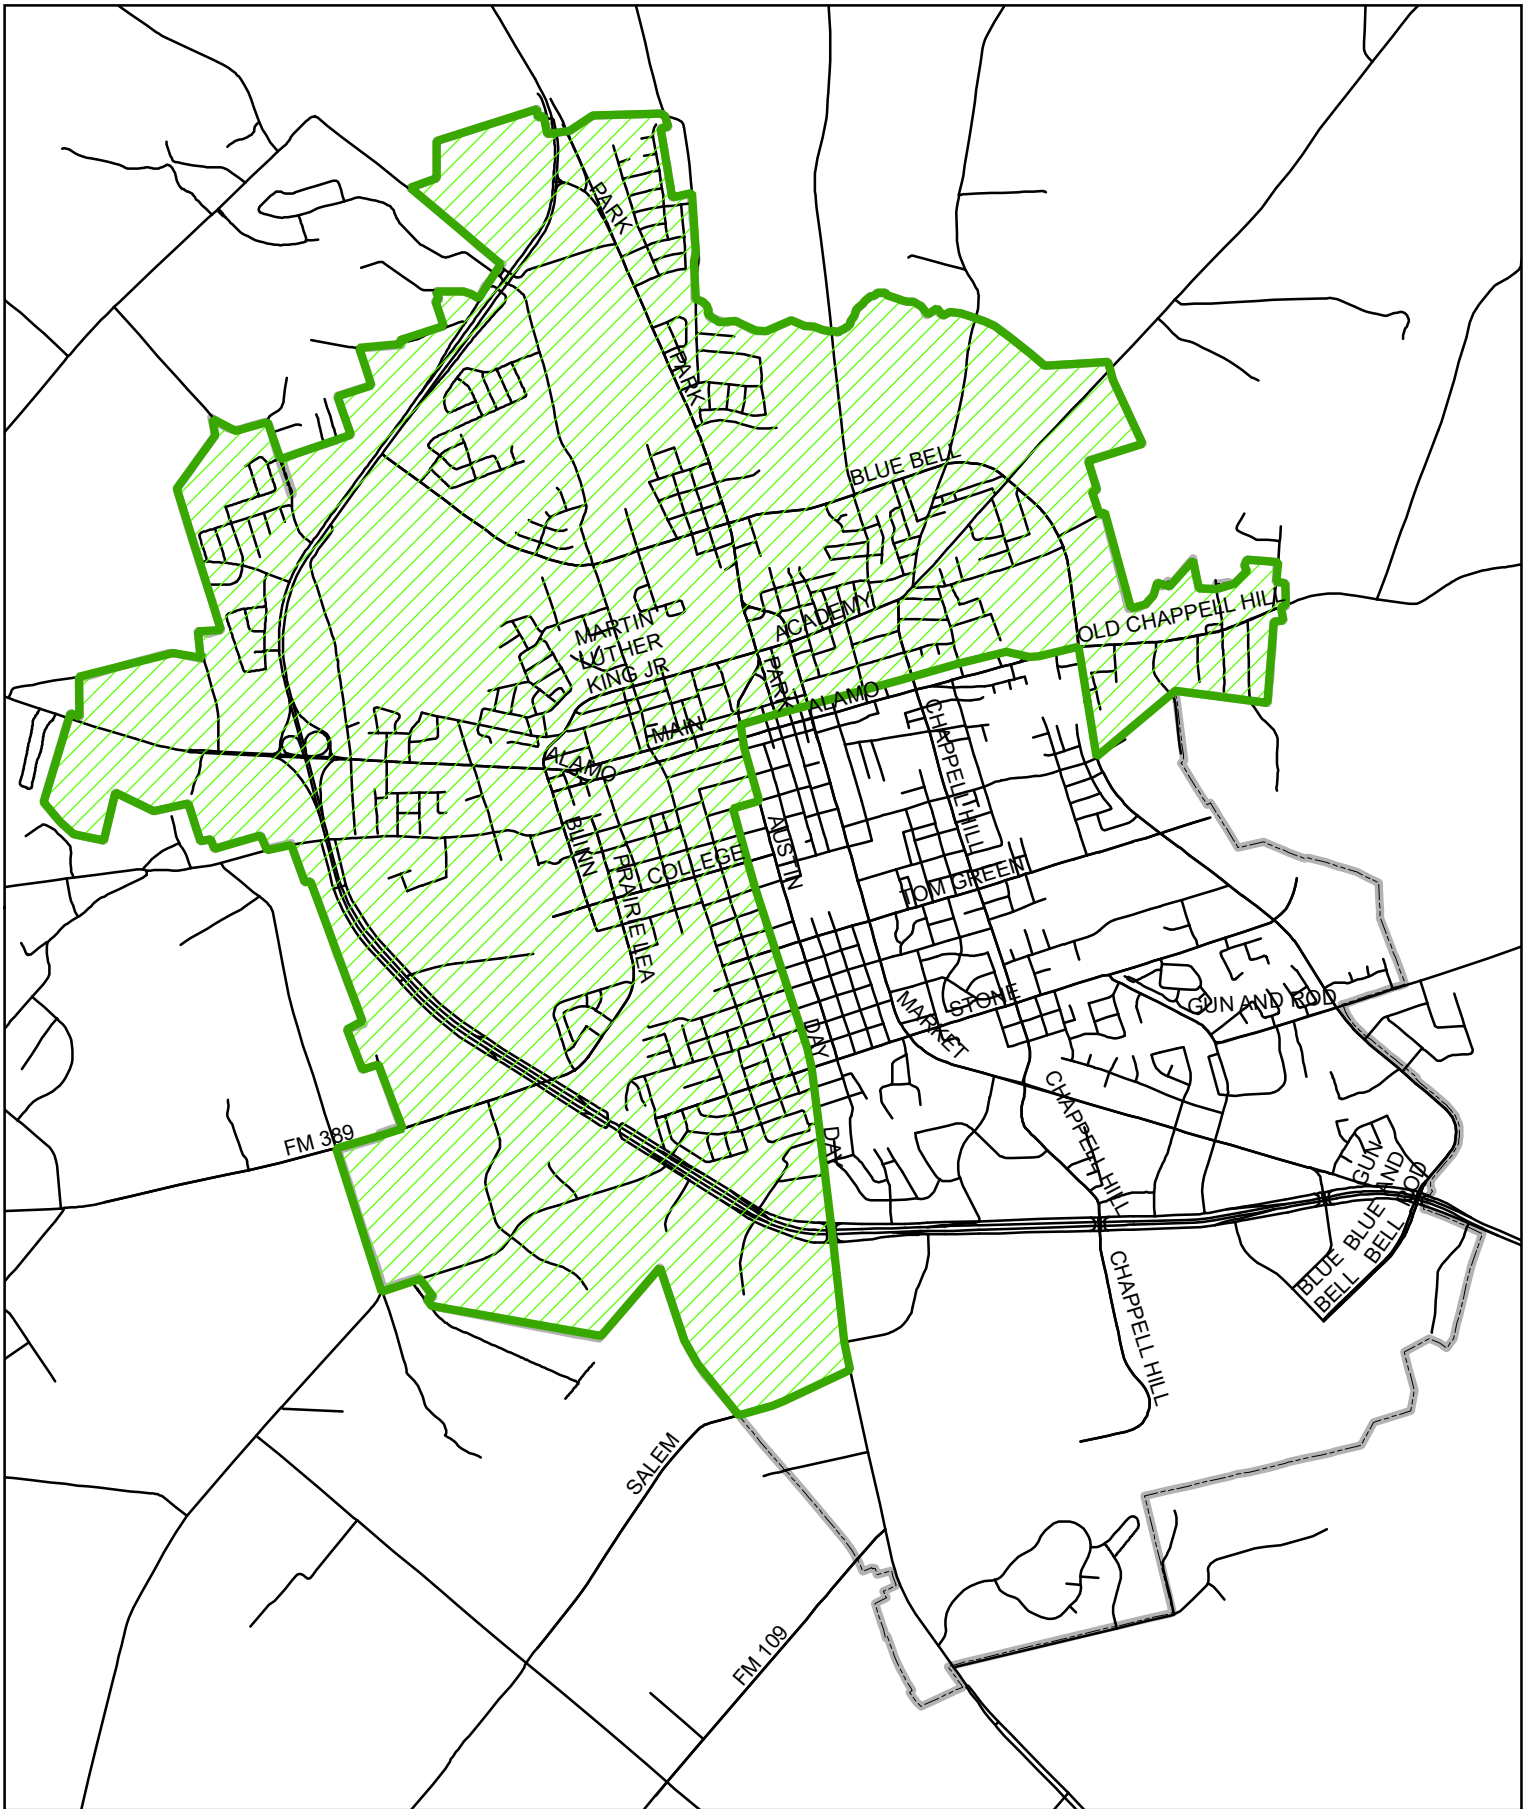 PARK
PARK
BLUE BELL
ACADEMY
OLD CHAPPELL HILL
MARTIN
LUTHER
KING JR
PARK
ALAMO
MAIN
CHAPPELL HILL
ALAMO
BLINN
AUSTIN
PRAIRIE LEA
COLLEGE
TOM GREEN
MARKET
STONE
GUN AND ROD
DAY
CHAPPELL HILL
FM 389
DAY
GUN
AND
ROD
BLUE
BELL
BLUE
BELL
CHAPPELL HILL
SALEM
FM 109